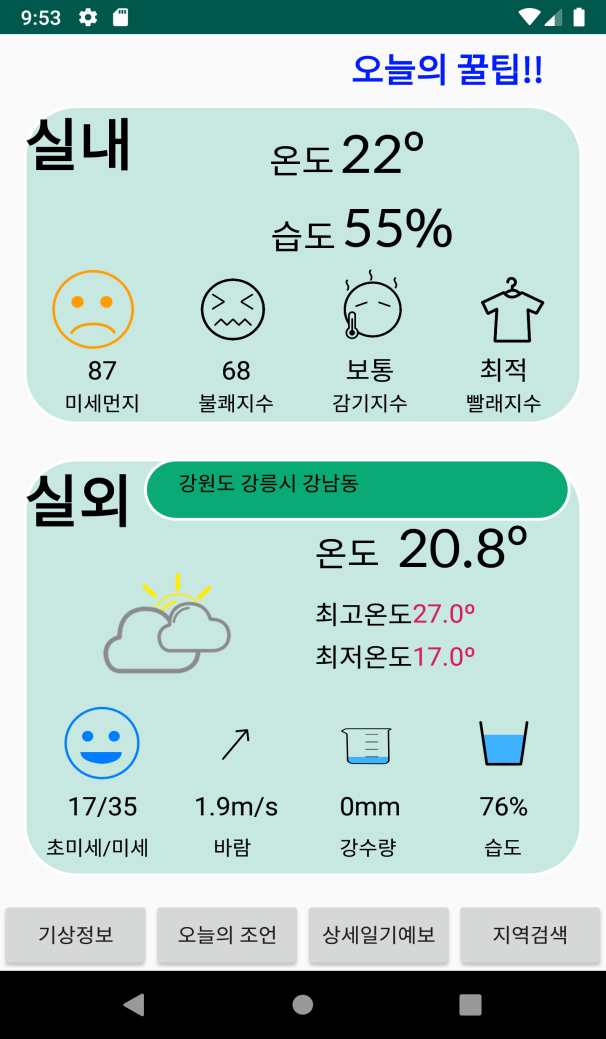 9:53
오늘의 꿀팁!!
실내
온도 22º
습도 55%
87 68 보통 최적
미세먼지 불쾌지수 감기지수 빨래지수
실외
강원도 강릉시 강남동
온도 20.8º
최고온도27.0º
최저온도17.0º
17/35 1.9m/s 0mm 76%
초미세/미세 바람 강수량 습도
기상정보 오늘의 조언 상세일기예보 지역검색